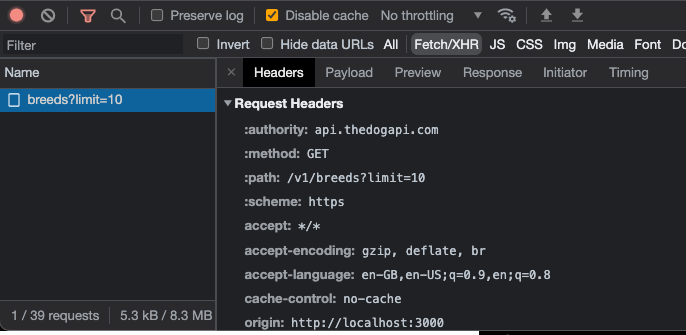 Preserve log Disable cache No throttling
Filter Invert Hide data URLs All Fetch/XHR JS CSS Img Media Font Do
Name × Headers Payload Preview Response Initiator Timing
breeds?limit=10
Request Headers
:authority: api.thedogapi.com
:method: GET
:path: /v1/breeds?limit=10
:scheme: https
accept: */*
accept-encoding: gzip, deflate, br
accept-language: en-GB,en-US;q=0.9,en;q=0.8
cache-control: no-cache
1 / 39 requests 5.3 kB / 8.3 MB
origin: http://localhost:3000